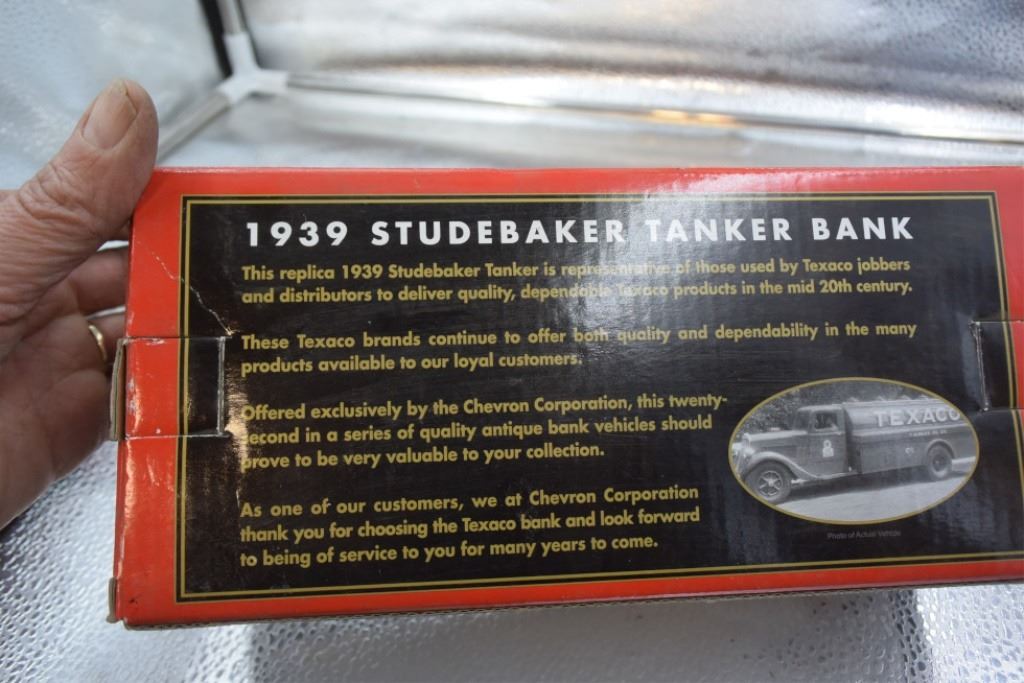 1939 STUDEBAKER TANKER BANK
This replica 1939 Studebaker Tanker is representative of those used by Texaco jobbers
and distributors to deliver quality, dependable Texaco products in the mid 20th century.
These Texaco brands continue to offer both quality and dependability in the many
products available to our loyal customers.
Offered exclusively by the Chevron Corporation, this twenty-
second in a series of quality antique bank vehicles should
prove to be very valuable to your collection.
As one of our customers, we at Chevron Corporation
thank you for choosing the Texaco bank and look forward
to being of service to you for many years to come.
TEXACO
Photo of Actual Vehicle